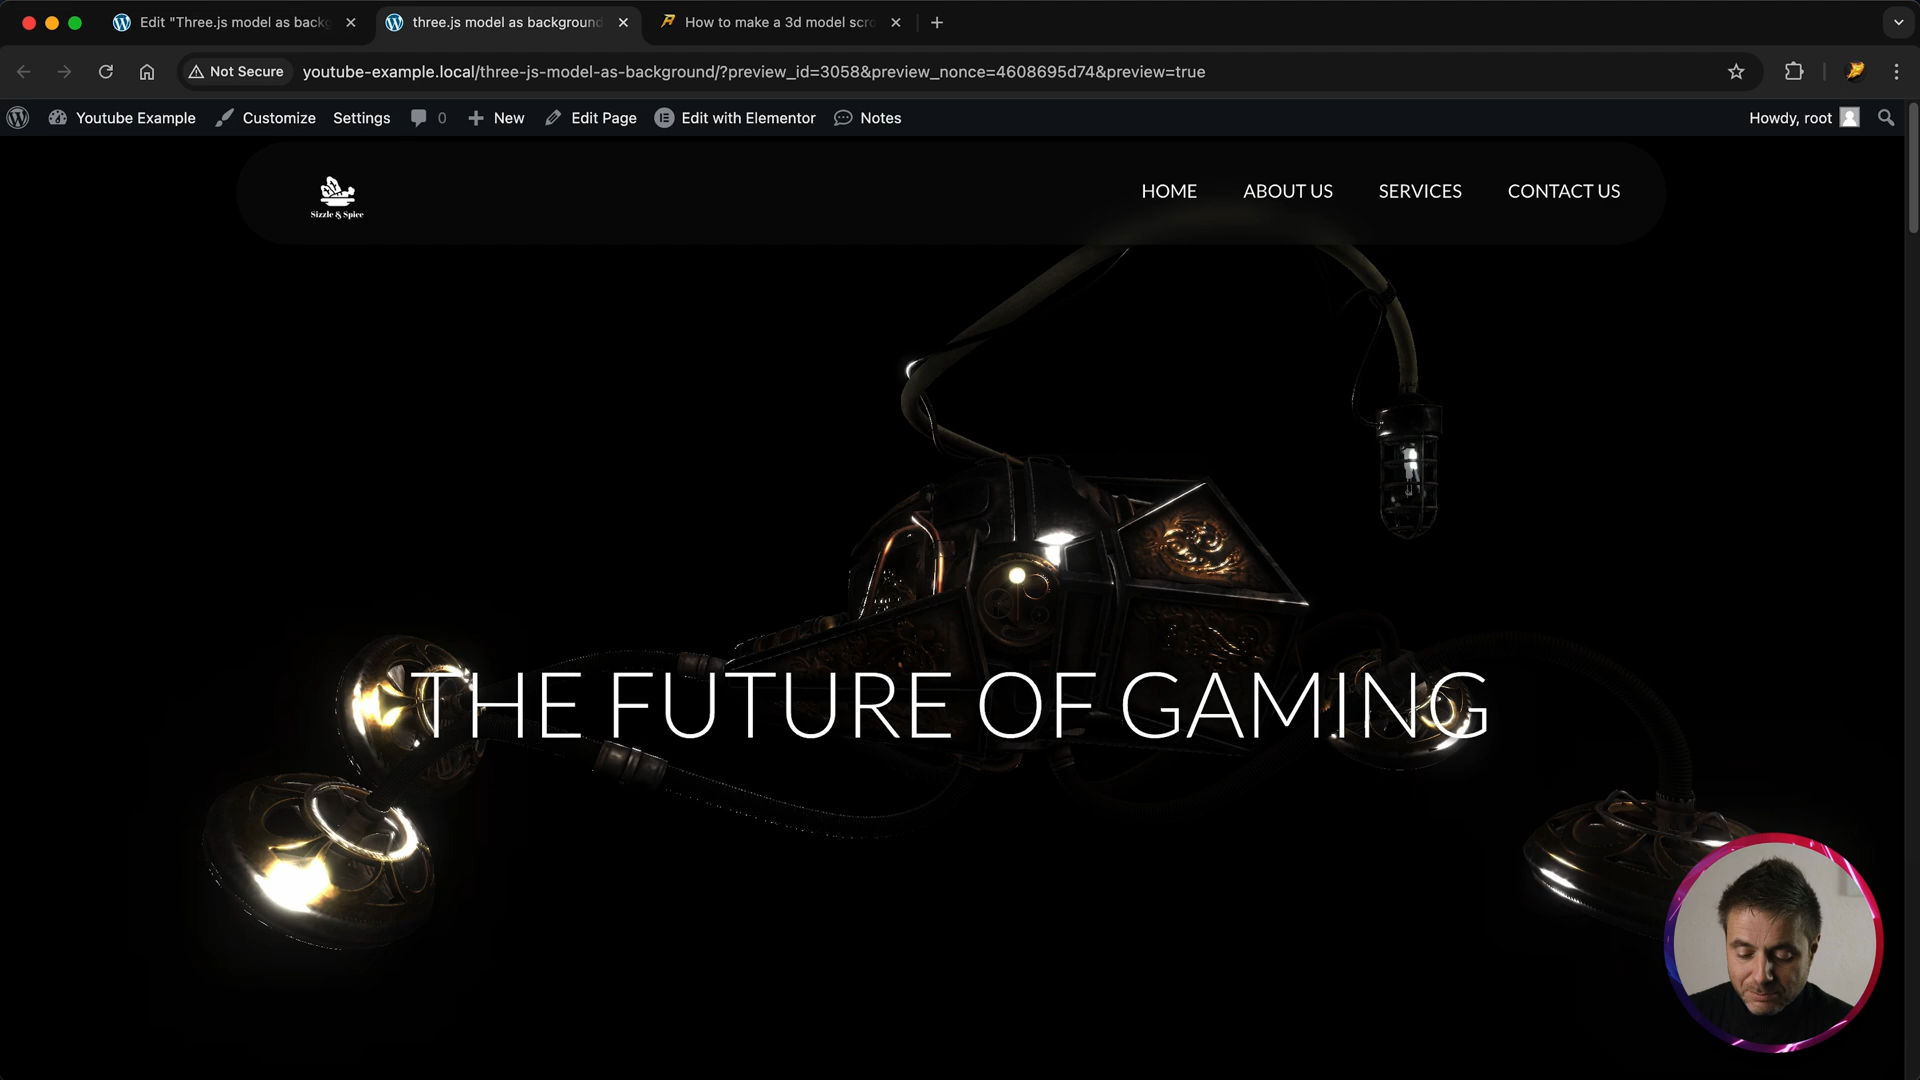 Edit "Three.js model as back
three.js model as background
How to make a 3d model scr
Not Secure
youtube-example.local/three-js-model-as-background/?preview_id=3058&preview_nonce=4608695d74&preview=true
Youtube Example
Customize
Settings
0
New
Edit Page
Edit with Elementor
Notes
Howdy, root
Sizzle & Spice
HOME
ABOUT US
SERVICES
CONTACT US
THE FUTURE OF GAMING